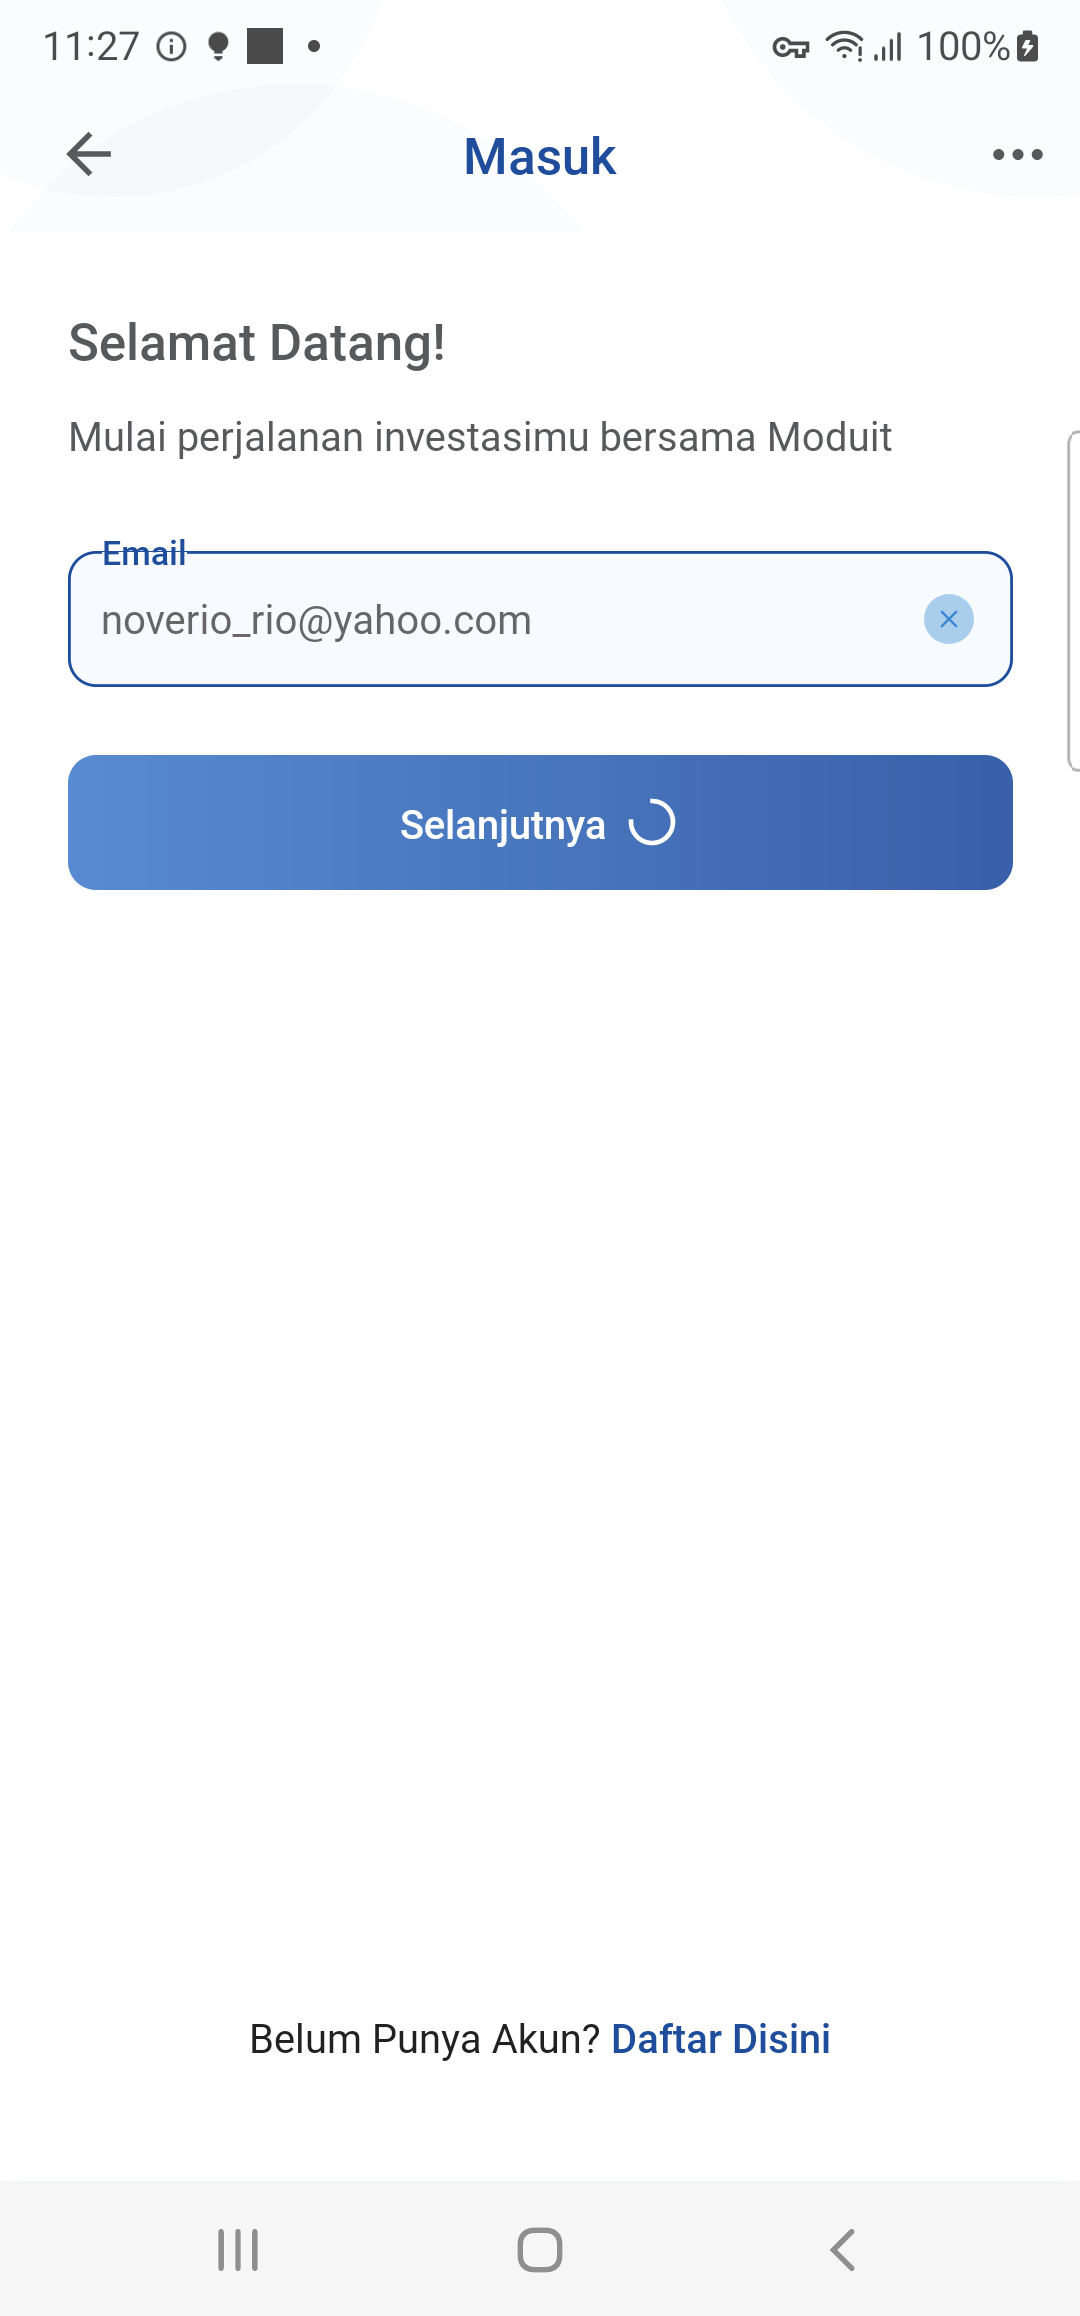 11:27 100%
Masuk
Selamat Datang!
Mulai perjalanan investasimu bersama Moduit
Email
noverio_rio@yahoo.com
Selanjutnya
Belum Punya Akun? Daftar Disini